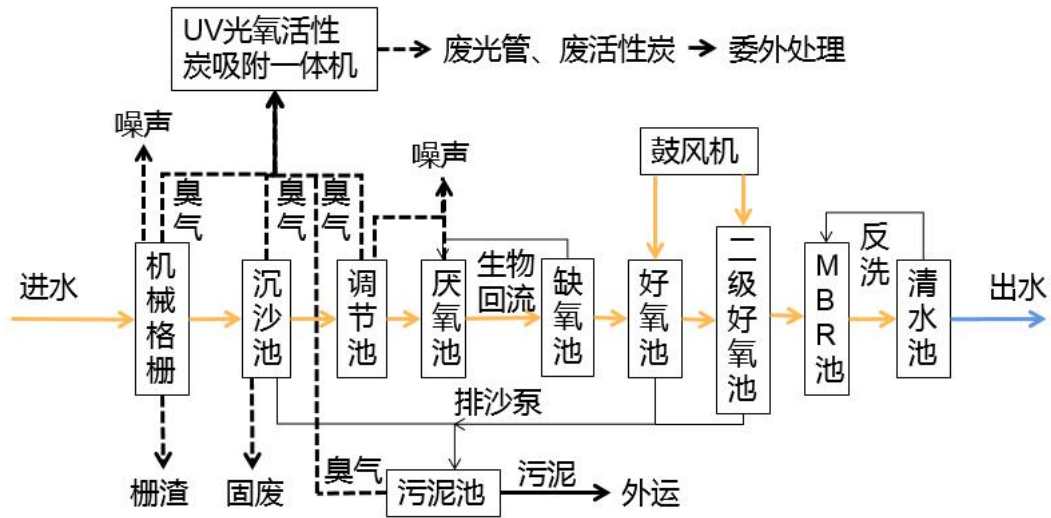 UV光氧活性
炭吸附一体机
废光管、废活性炭
委外处理
噪声
噪声
鼓风机
臭气
臭气
臭气
进水
机械格栅
沉沙池
调节池
厌氧池
生物
回流
缺氧池
好氧池
二级好氧池
MBR池
反洗
清水池
出水
排沙泵
栅渣
固废
臭气
污泥池
污泥
外运